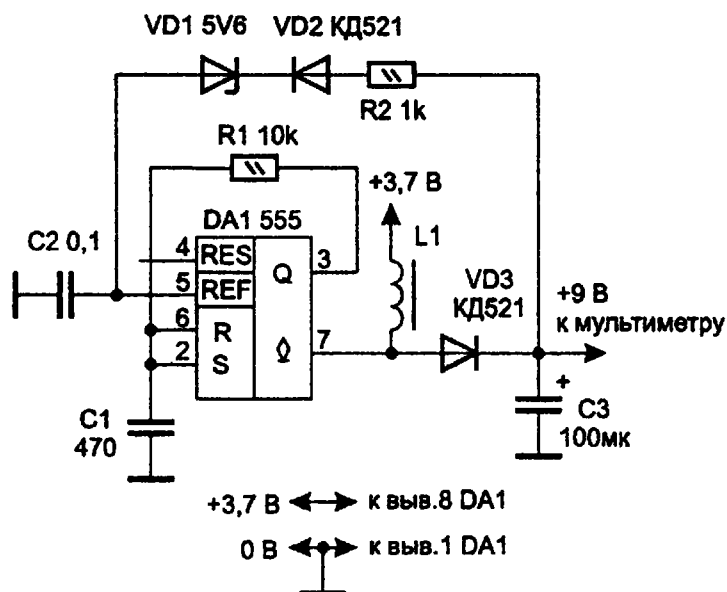 VD1 5V6 VD2 КД521
R2 1k
R1 10k
+3,7 В
DA1 555
L1
C2 0,1
4 RES Q 3
5 REF
VD3
КД521
+9 В
к мультиметру
6 R
2 S 7
C1
470
+
C3
100мк
+3,7 В к выв.8 DA1
0 В к выв.1 DA1